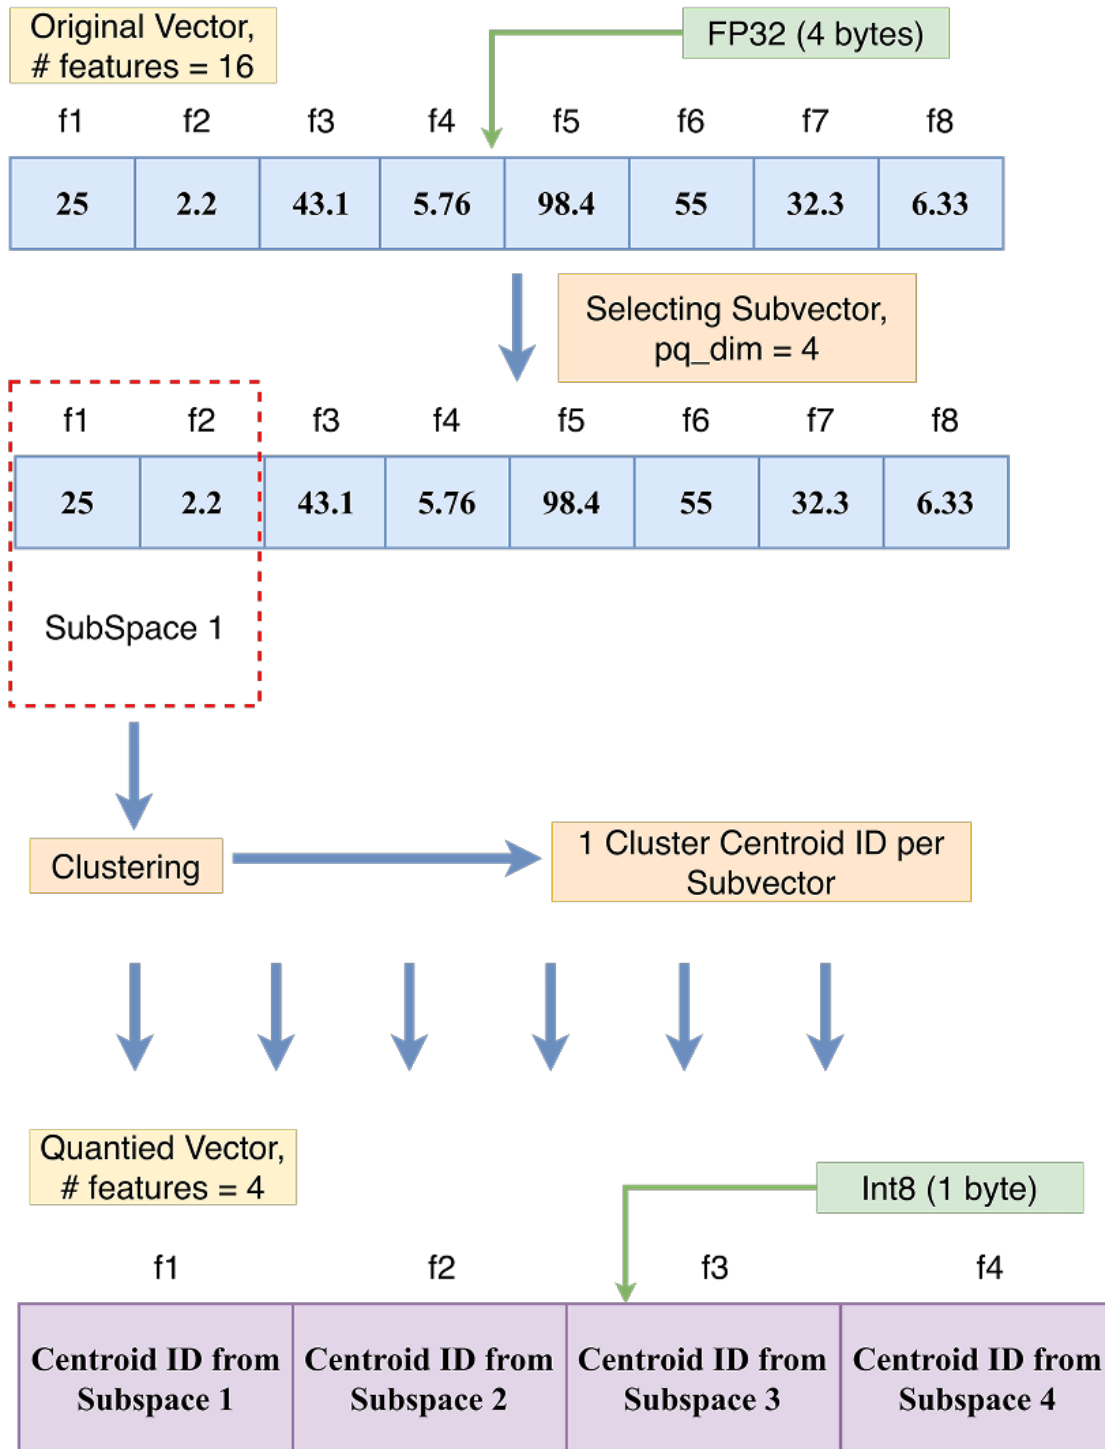 Original Vector,
# features = 16
FP32 (4 bytes)
f1 f2 f3 f4 f5 f6 f7 f8
25 2.2 43.1 5.76 98.4 55 32.3 6.33
Selecting Subvector,
pq_dim = 4
f1 f2 f3 f4 f5 f6 f7 f8
25 2.2 43.1 5.76 98.4 55 32.3 6.33
SubSpace 1
Clustering
1 Cluster Centroid ID per
Subvector
Quantied Vector,
# features = 4
Int8 (1 byte)
f1 f2 f3 f4
Centroid ID from
Subspace 1
Centroid ID from
Subspace 2
Centroid ID from
Subspace 3
Centroid ID from
Subspace 4